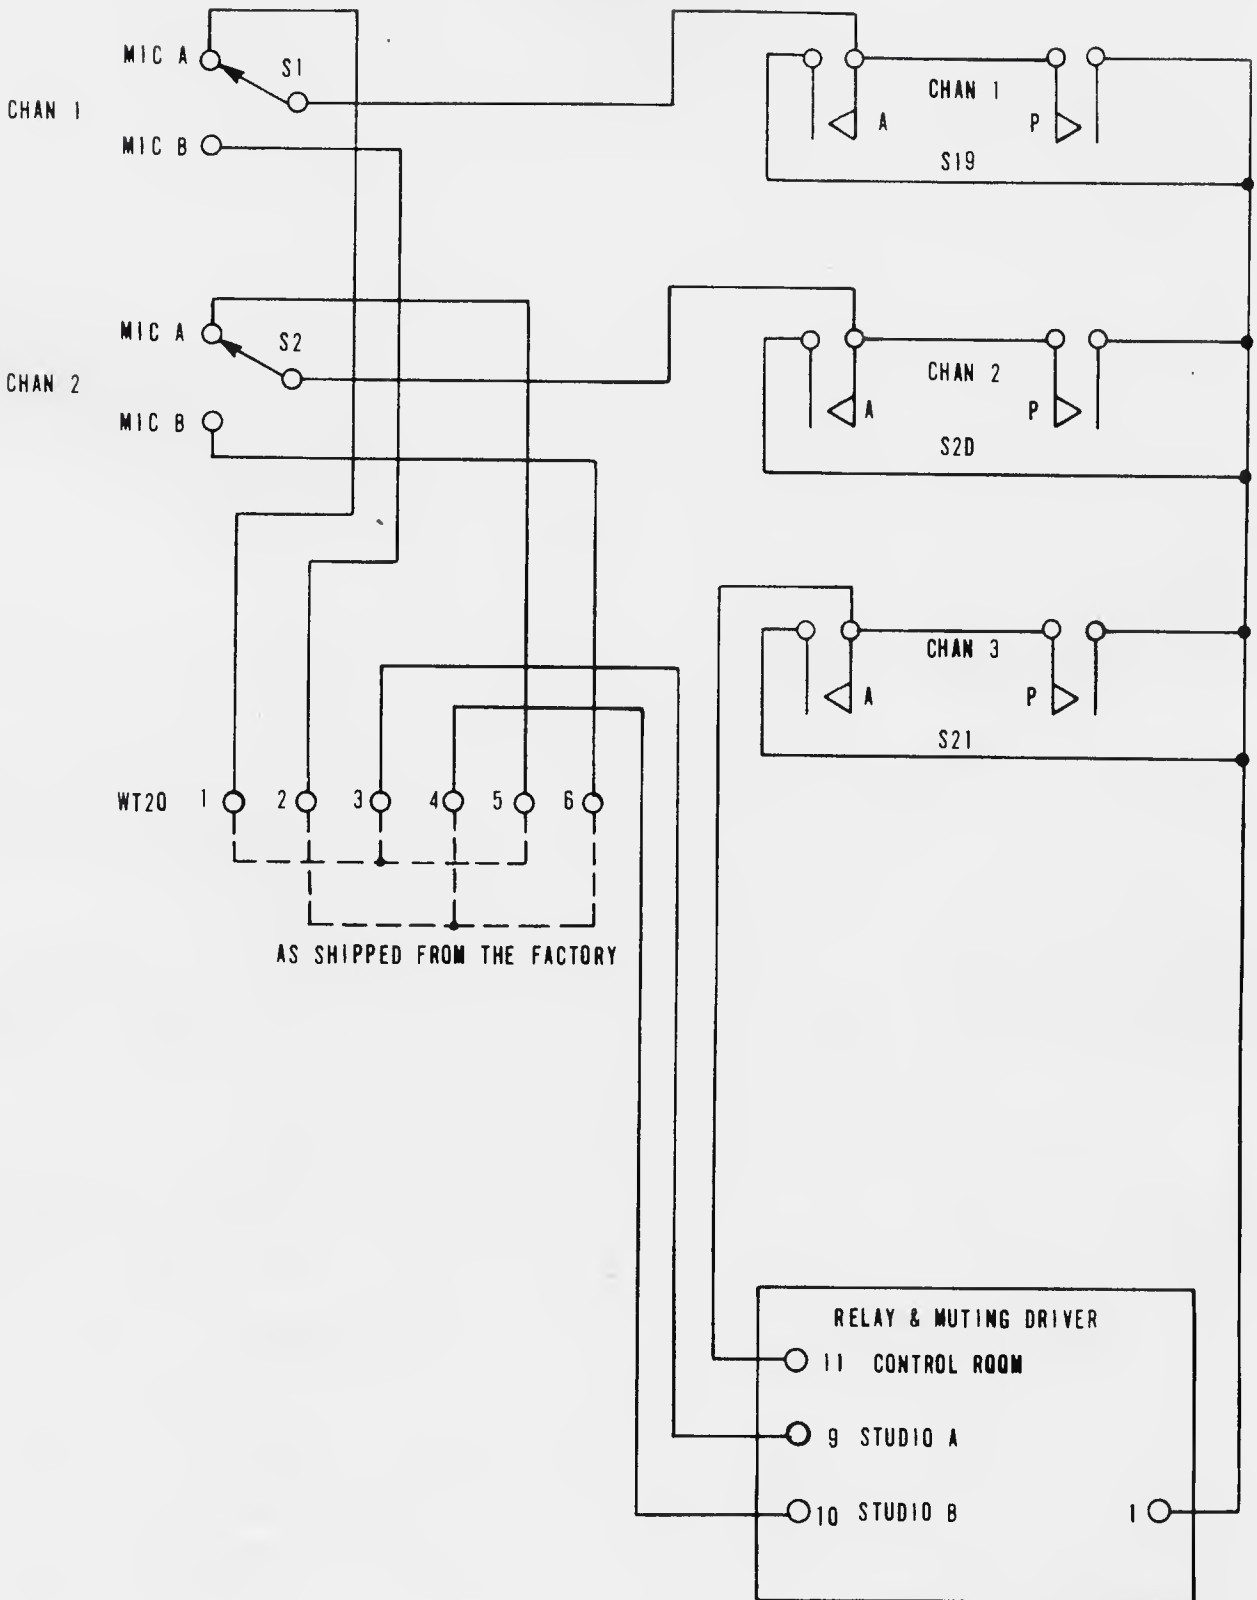 MIC A
S1
CHAN 1
MIC B
CHAN 1
A
P
S19
MIC A
S2
CHAN 2
MIC B
CHAN 2
A
P
S20
CHAN 3
A
P
S21
WT20 1 2 3 4 5 6
AS SHIPPED FROM THE FACTORY
RELAY & MUTING DRIVER
11 CONTROL ROOM
9 STUDIO A
10 STUDIO B
1